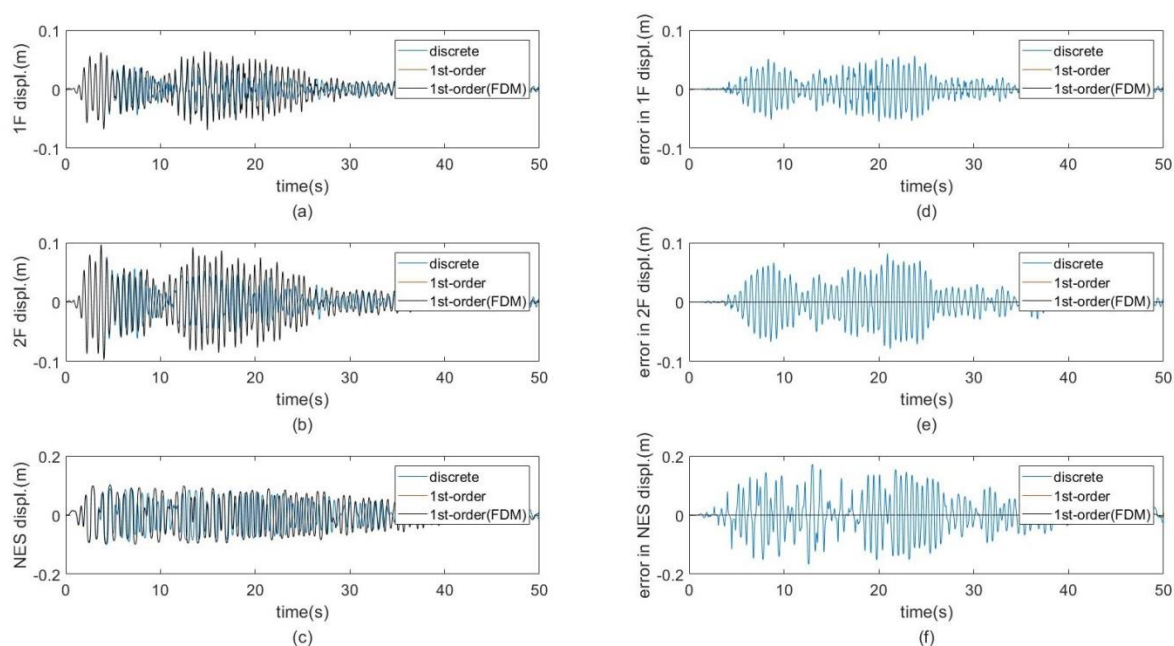 1F displ.(m)
0.1
0
-0.1
discrete
1st-order
1st-order(FDM)
0 10 20 30 40 50
time(s)
(a)
2F displ.(m)
0.1
0
-0.1
discrete
1st-order
1st-order(FDM)
0 10 20 30 40 50
time(s)
(b)
NES displ.(m)
0.2
0
-0.2
discrete
1st-order
1st-order(FDM)
0 10 20 30 40 50
time(s)
(c)
error in 1F displ.(m)
0.1
0
-0.1
discrete
1st-order
1st-order(FDM)
0 10 20 30 40 50
time(s)
(d)
error in 2F displ.(m)
0.1
0
-0.1
discrete
1st-order
1st-order(FDM)
0 10 20 30 40 50
time(s)
(e)
error in NES displ.(m)
0.2
0
-0.2
discrete
1st-order
1st-order(FDM)
0 10 20 30 40 50
time(s)
(f)